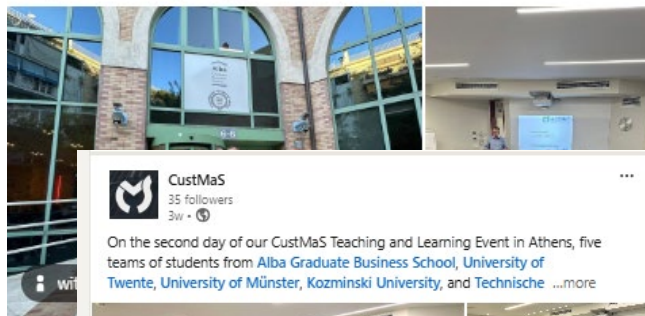 CustMaS
35 followers
3w •
On the second day of our CustMaS Teaching and Learning Event in Athens, five
teams of students from Alba Graduate Business School, University of
Twente, University of Münster, Kozminski University, and Technische ...more